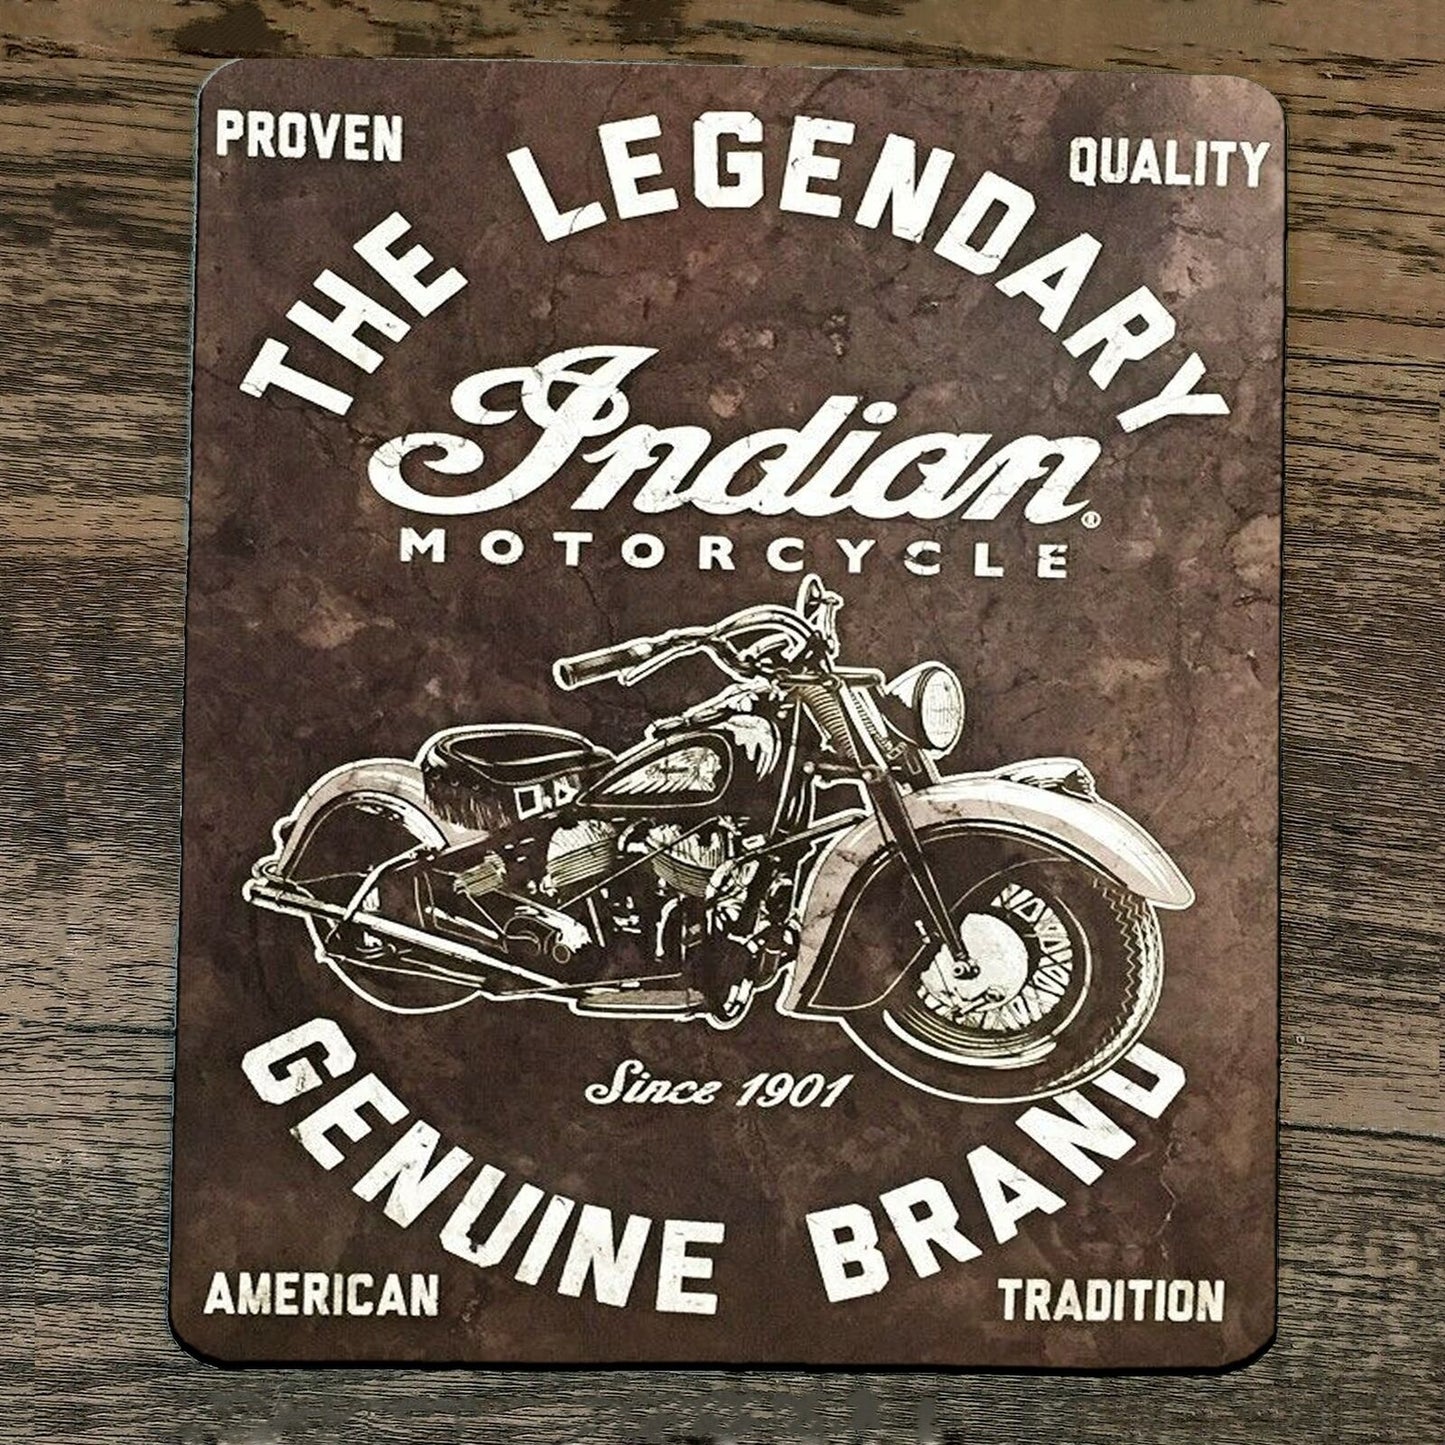 PROVEN
QUALITY
THE LEGENDARY
Indian®
MOTORCYCLE
Since 1901
GENUINE BRAND
AMERICAN
TRADITION